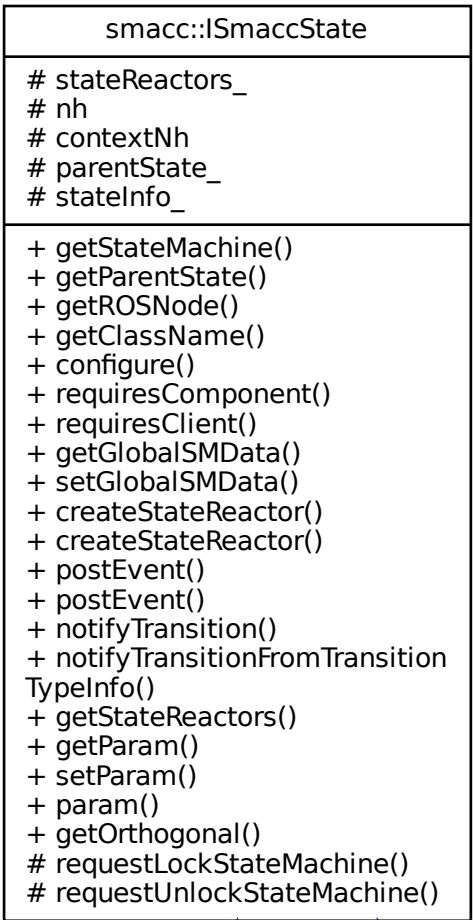 smacc::ISmaccState
# stateReactors_
# nh
# contextNh
# parentState_
# stateInfo_
+ getStateMachine()
+ getParentState()
+ getROSNode()
+ getClassName()
+ configure()
+ requiresComponent()
+ requiresClient()
+ getGlobalSMData()
+ setGlobalSMData()
+ createStateReactor()
+ createStateReactor()
+ postEvent()
+ postEvent()
+ notifyTransition()
+ notifyTransitionFromTransition
TypeInfo()
+ getStateReactors()
+ getParam()
+ setParam()
+ param()
+ getOrthogonal()
# requestLockStateMachine()
# requestUnlockStateMachine()